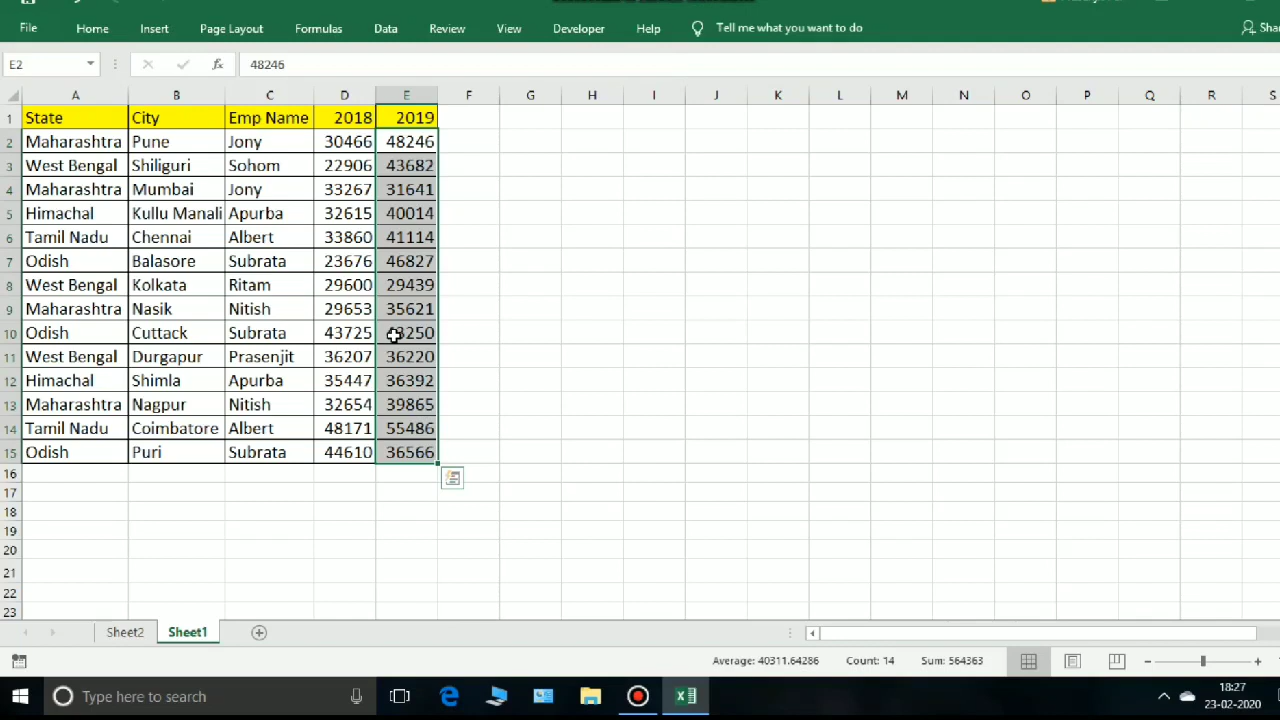 File Home Insert Page Layout Formulas Data Review View Developer Help Tell me what you want to do Sha
E2 fx 48246
A B C D E F G H I J K L M N O P Q R S
1 State City Emp Name 2018 2019
2 Maharashtra Pune Jony 30466 48246
3 West Bengal Shiliguri Sohom 22906 43682
4 Maharashtra Mumbai Jony 33267 31641
5 Himachal Kullu Manali Apurba 32615 40014
6 Tamil Nadu Chennai Albert 33860 41114
7 Odish Balasore Subrata 23676 46827
8 West Bengal Kolkata Ritam 29600 29439
9 Maharashtra Nasik Nitish 29653 35621
10 Odish Cuttack Subrata 43725
11 West Bengal Durgapur Prasenjit 36207 36220
12 Himachal Shimla Apurba 35447 36392
13 Maharashtra Nagpur Nitish 32654 39865
14 Tamil Nadu Coimbatore Albert 48171 55486
15 Odish Puri Subrata 44610 36566
16
17
18
19
20
21
22
23
Sheet2 Sheet1
Average: 40311.64286 Count: 14 Sum: 564363
Type here to search
18:27
23-02-2020